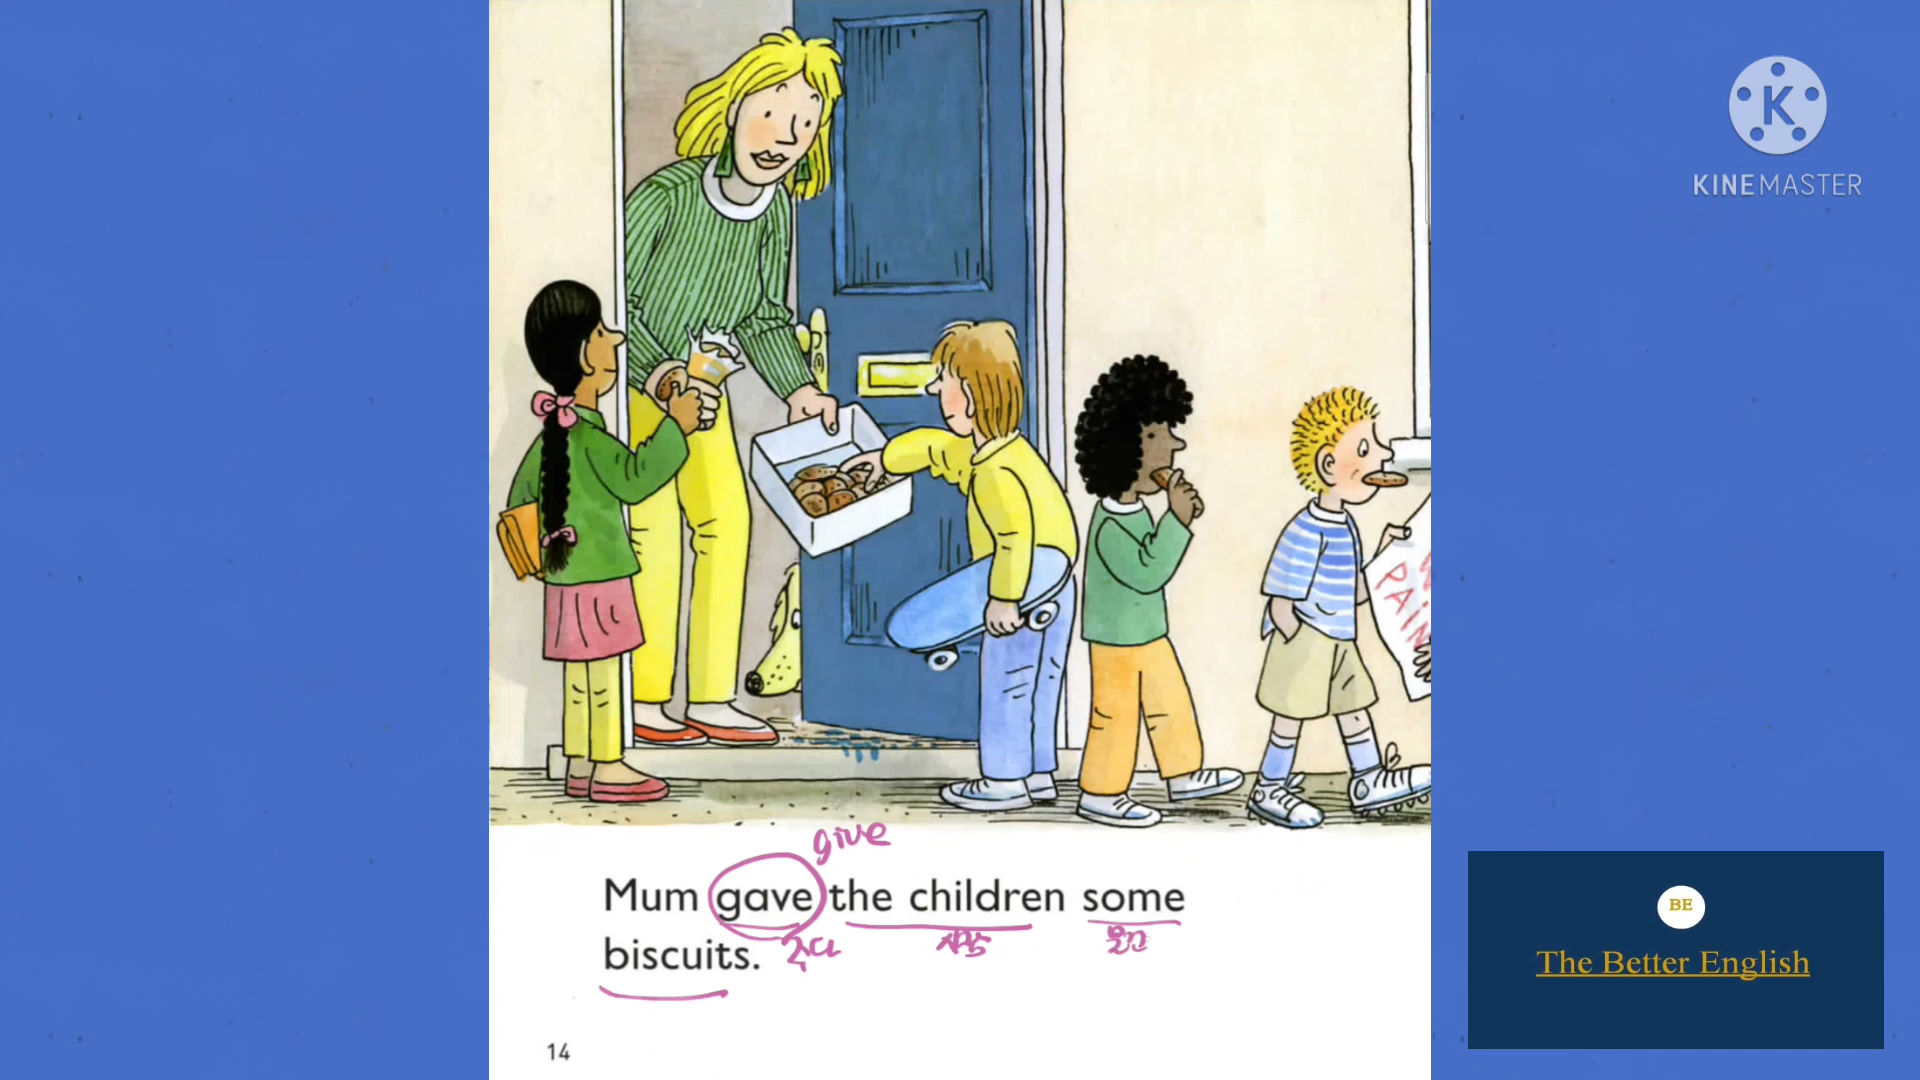 KINEMASTER
PAIN
give
Mum gave the children some
주다 사람 물건
biscuits.
14
BE
The Better English